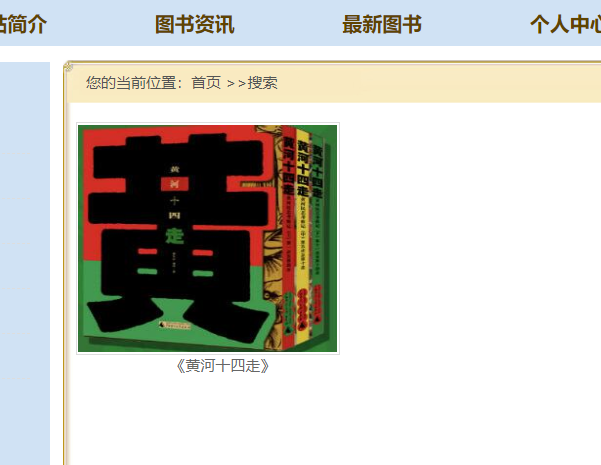 站简介
图书资讯
最新图书
个人中心
您的当前位置：首页 >>搜索
黄
黄河十四走
黄河十四走
黄河十四走
黄河十四走
《黄河十四走》